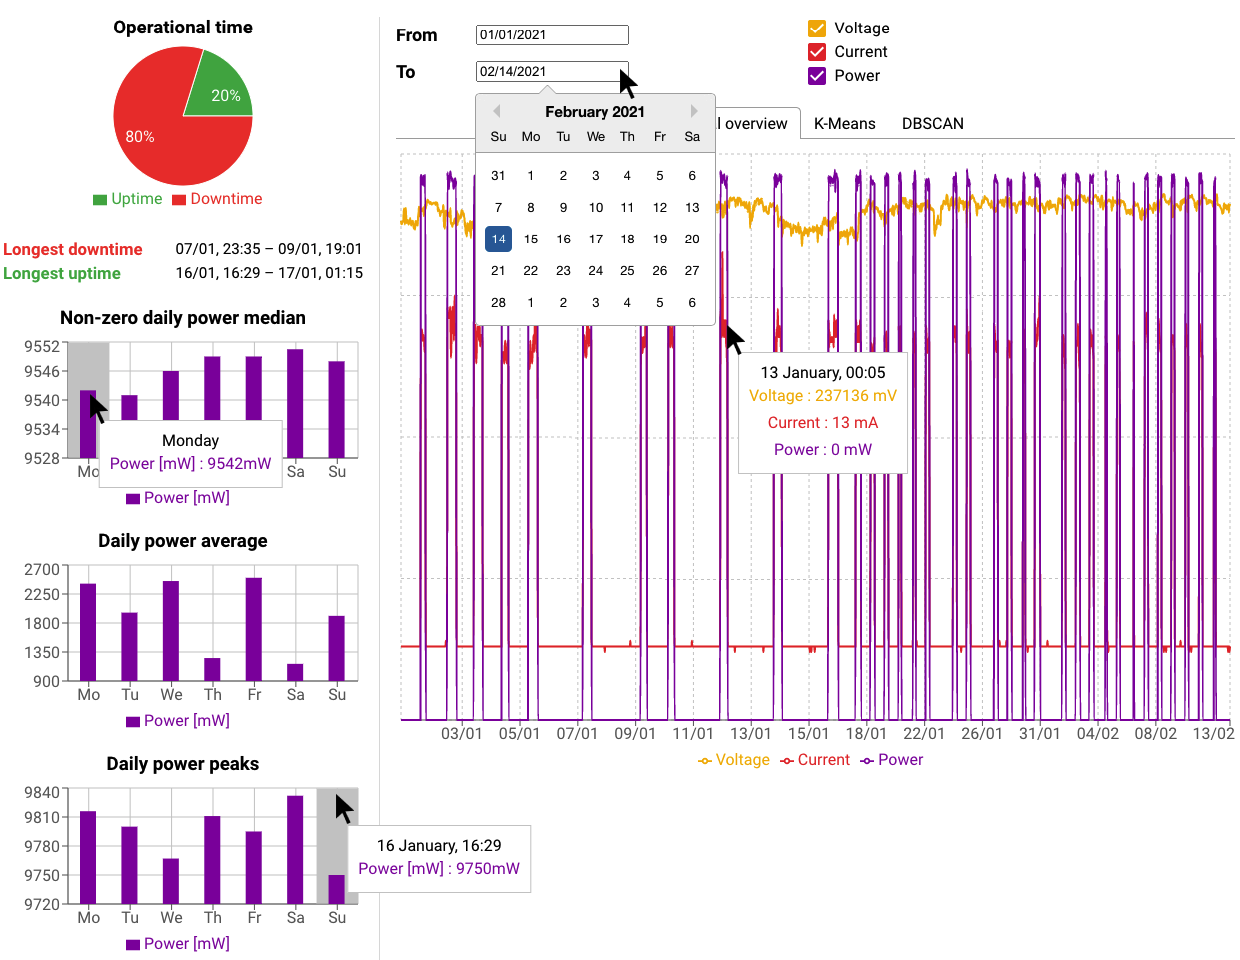 Operational time
20%
80%
Uptime Downtime
Longest downtime 07/01, 23:35 – 09/01, 19:01
Longest uptime 16/01, 16:29 – 17/01, 01:15
Non-zero daily power median
9552
9546
9540
9534
9528
Mo Sa Su
Monday
Power [mW] : 9542mW
Power [mW]
Daily power average
2700
2250
1800
1350
900
Mo Tu We Th Fr Sa Su
Power [mW]
Daily power peaks
9840
9810
9780
9750
9720
Mo Tu We Th Fr Sa Su
16 January, 16:29
Power [mW] : 9750mW
Power [mW]
From 01/01/2021
To 02/14/2021
Voltage
Current
Power
February 2021
Su Mo Tu We Th Fr Sa
31 1 2 3 4 5 6
7 8 9 10 11 12 13
14 15 16 17 18 19 20
21 22 23 24 25 26 27
28 1 2 3 4 5 6
l overview K-Means DBSCAN
13 January, 00:05
Voltage : 237136 mV
Current : 13 mA
Power : 0 mW
03/01 05/01 07/01 09/01 11/01 13/01 15/01 18/01 22/01 26/01 31/01 04/02 08/02 13/02
Voltage Current Power